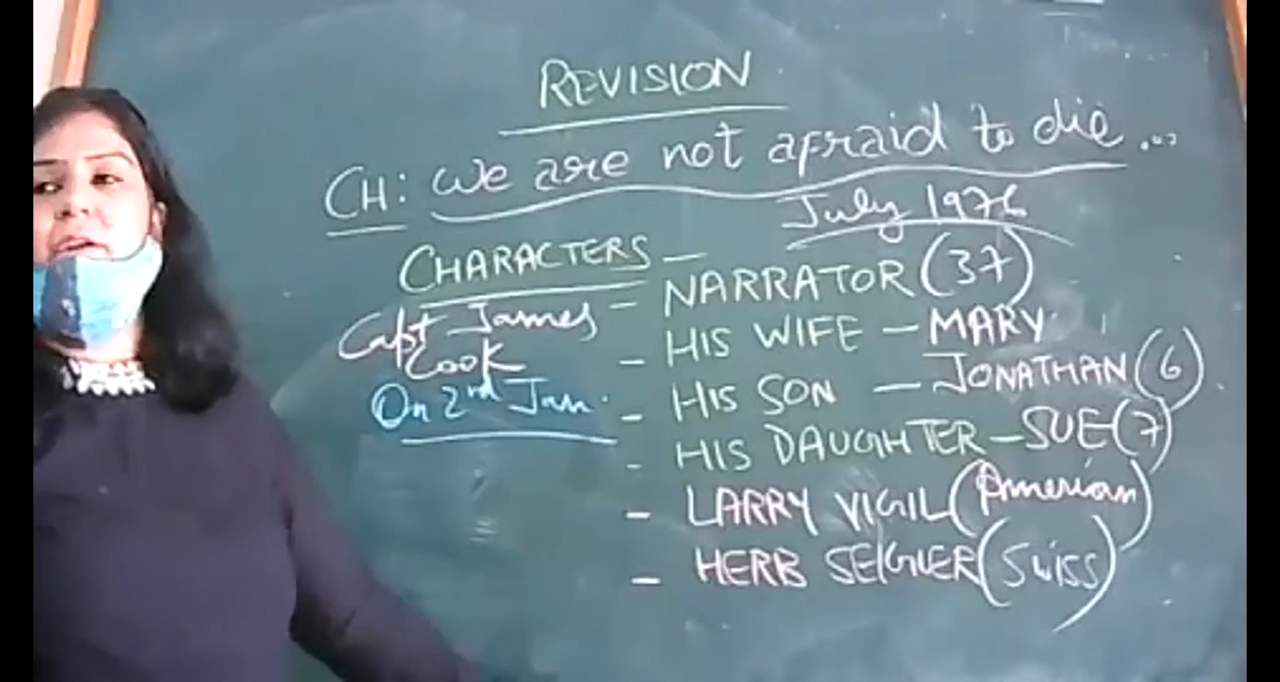 REVISION
CH: We are not afraid to die...
July 1976
CHARACTERS - NARRATOR (37)
Capt James Cook
- HIS WIFE - MARY
On 2nd Jan.
- HIS SON - JONATHAN (6)
- HIS DAUGHTER - SUE (7)
- LARRY VIGIL (American)
- HERB SEIGLER (Swiss)